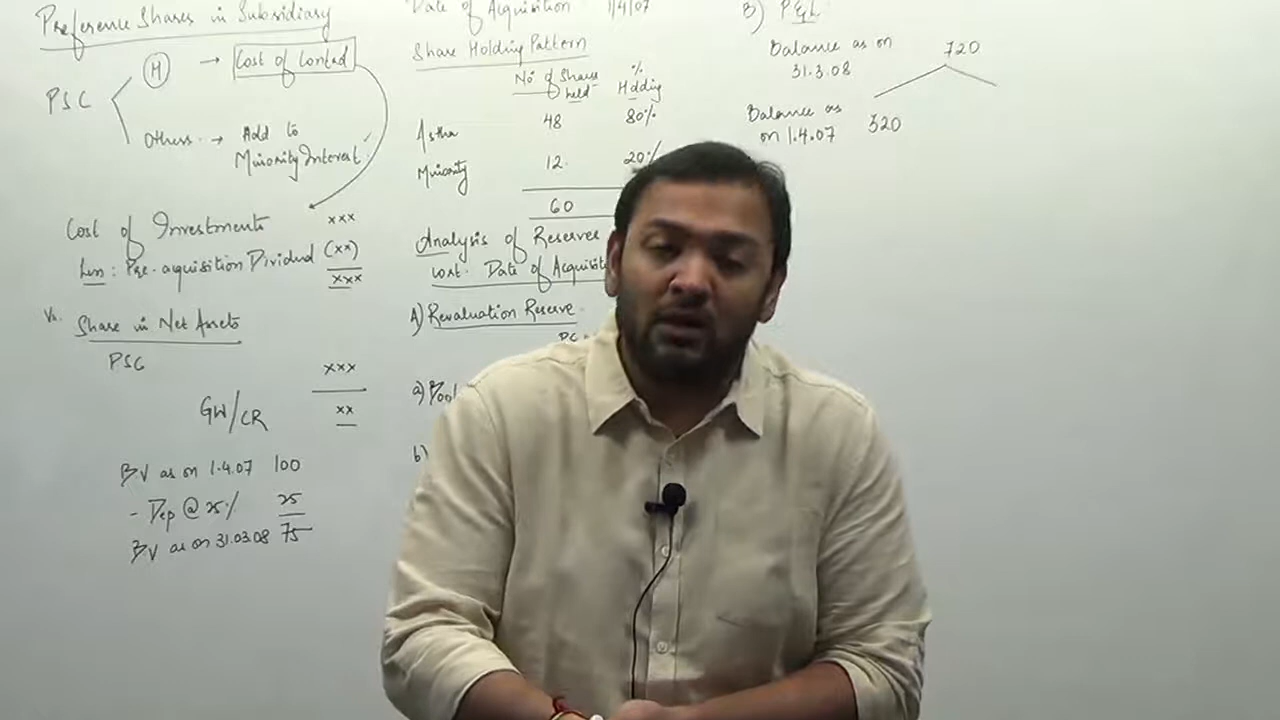 Preference Shares in Subsidiary
PSC
H → Cost of Control
Others → Add to
Minority Interest
Cost of Investments xxx
Less: Pre-acquisition Dividend (xx)
xxx
Vs. Share in Net Assets
PSC xxx
GW/CR xx
BV as on 1.4.07 100
- Dep @ 25% 25
BV as on 31.03.08 75
Date of Acquisition 1/4/07
Share Holding Pattern
No of Shares held % Holding
Astha 48 80%
Minority 12 20%
60
Analysis of Reserves
w.r.t. Date of Acquisiti
A) Revaluation Reserve
a)
b)
B) P&L
Balance as on
31.3.08 720
Balance as
on 1.4.07 320